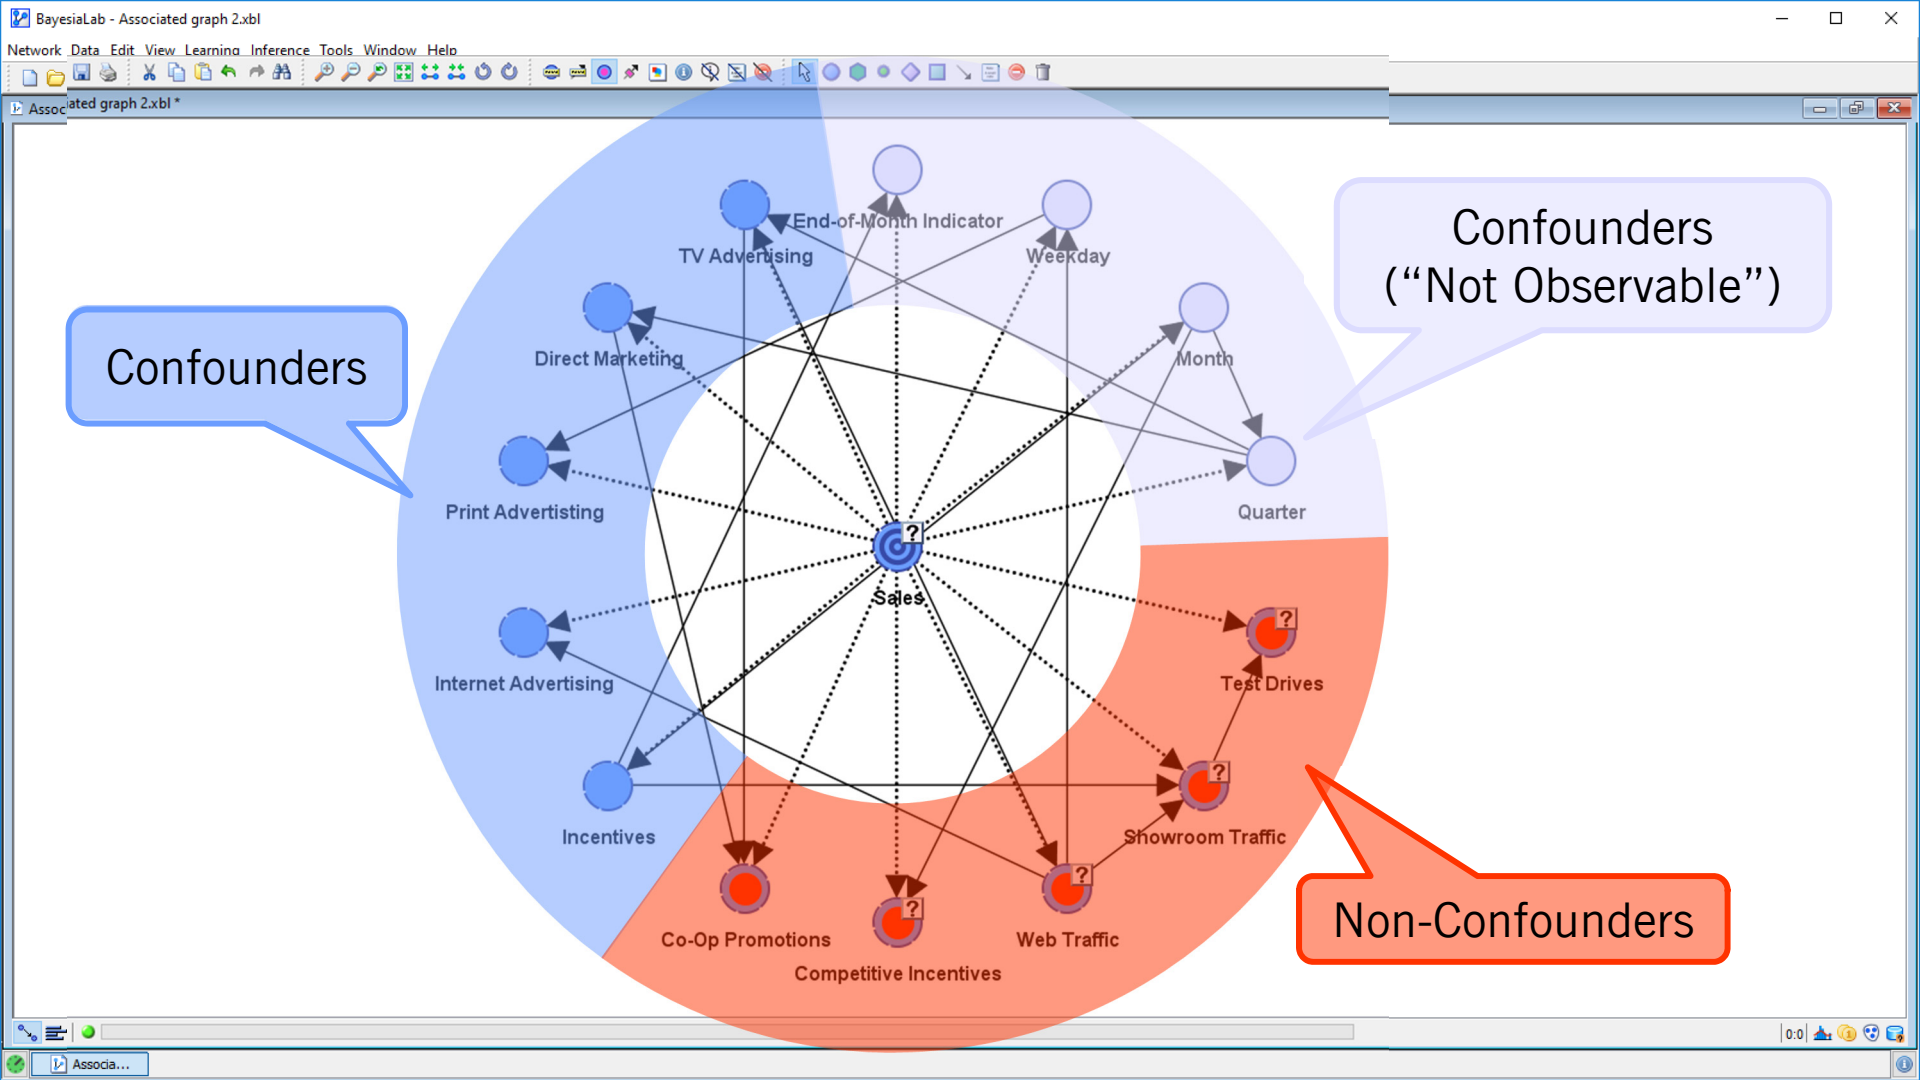 BayesiaLab - Associated graph 2.xbl
Network Data Edit View Learning Inference Tools Window Help
Associated graph 2.xbl *
End-of-Month Indicator
TV Advertising
Weekday
Confounders
(“Not Observable”)
Direct Marketing
Month
Confounders
Print Advertisting
Quarter
?
Sales
?
Internet Advertising
Test Drives
?
Incentives
Showroom Traffic
?
?
Co-Op Promotions
Web Traffic
Non-Confounders
Competitive Incentives
0:0
Associa...